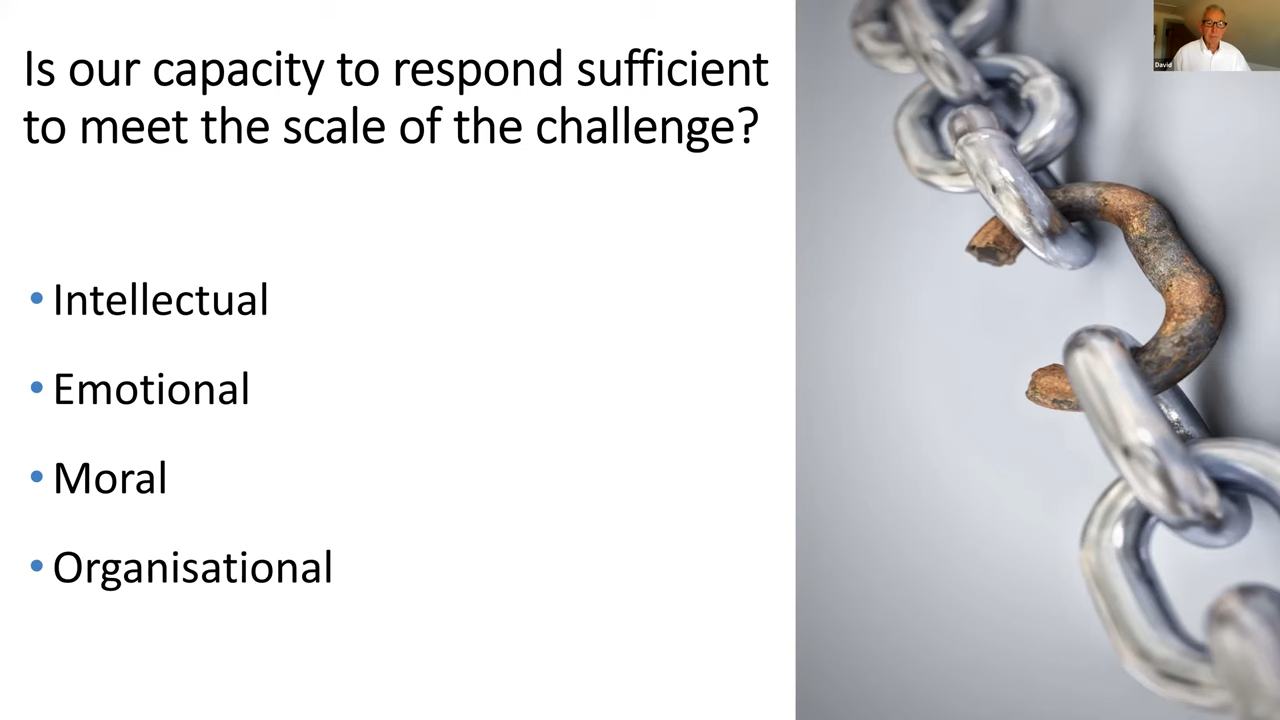 Is our capacity to respond sufficient
to meet the scale of the challenge?
• Intellectual
• Emotional
• Moral
• Organisational
David